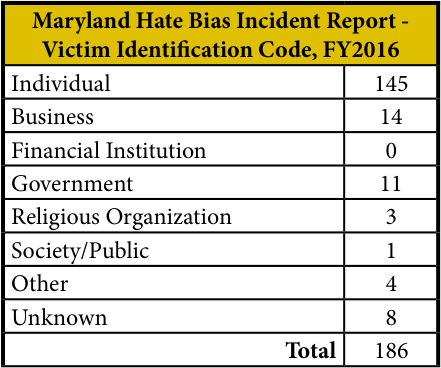 Maryland Hate Bias Incident Report -
Victim Identification Code, FY2016
Individual 145
Business 14
Financial Institution 0
Government 11
Religious Organization 3
Society/Public 1
Other 4
Unknown 8
Total 186